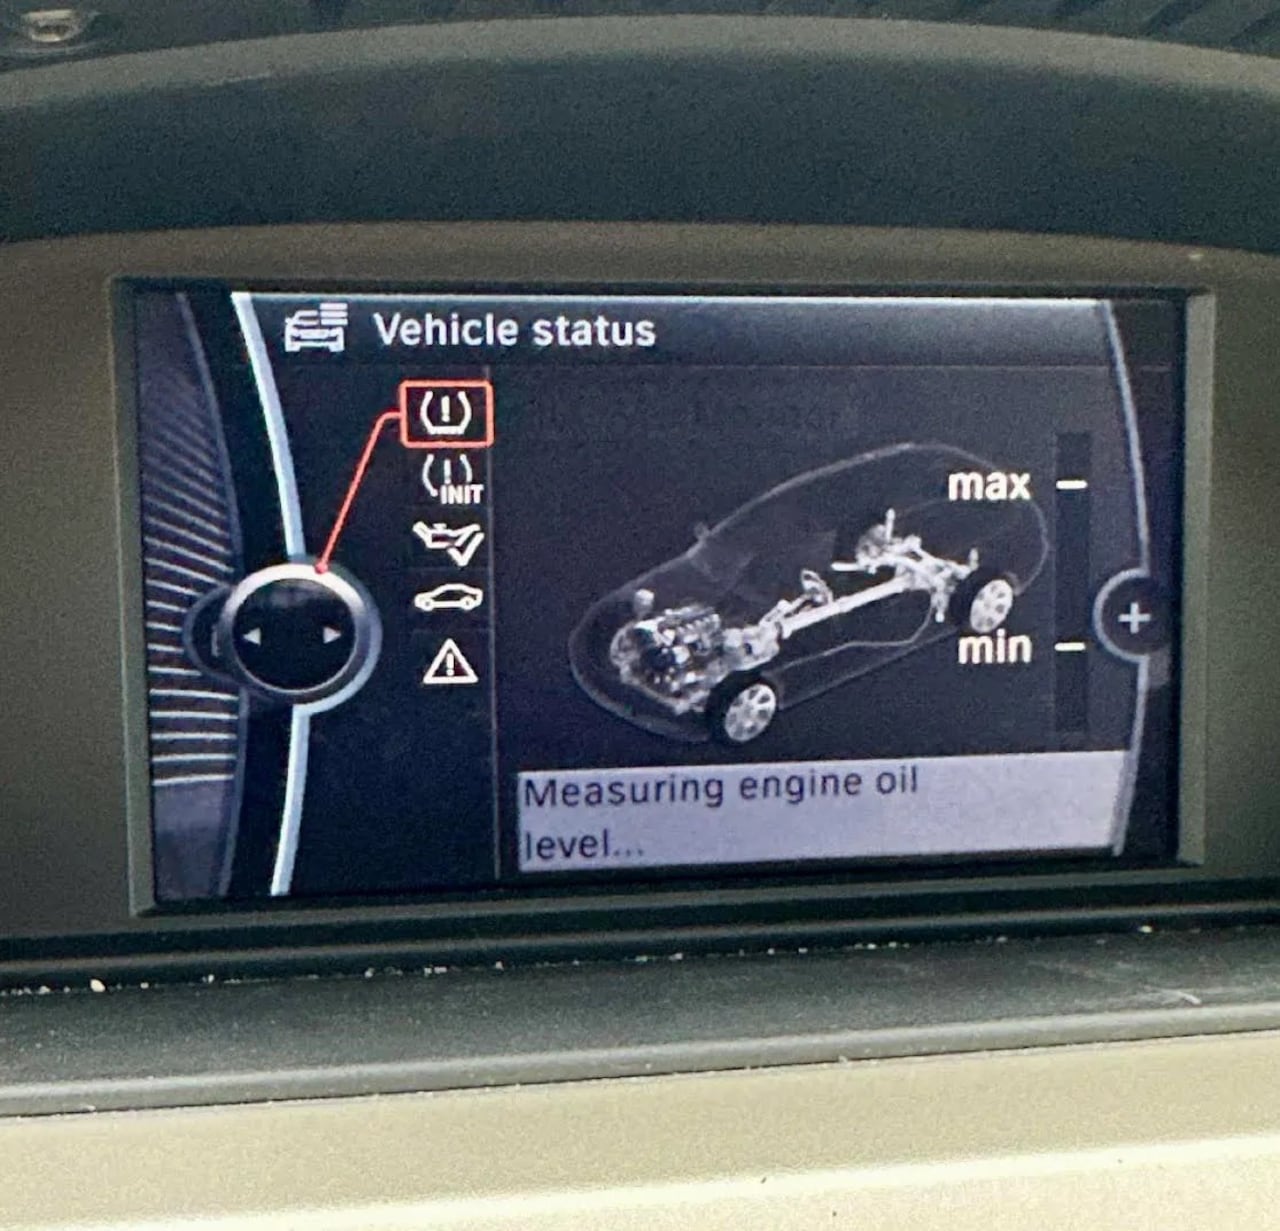 Vehicle status
INIT
max
min
Measuring engine oil
level...